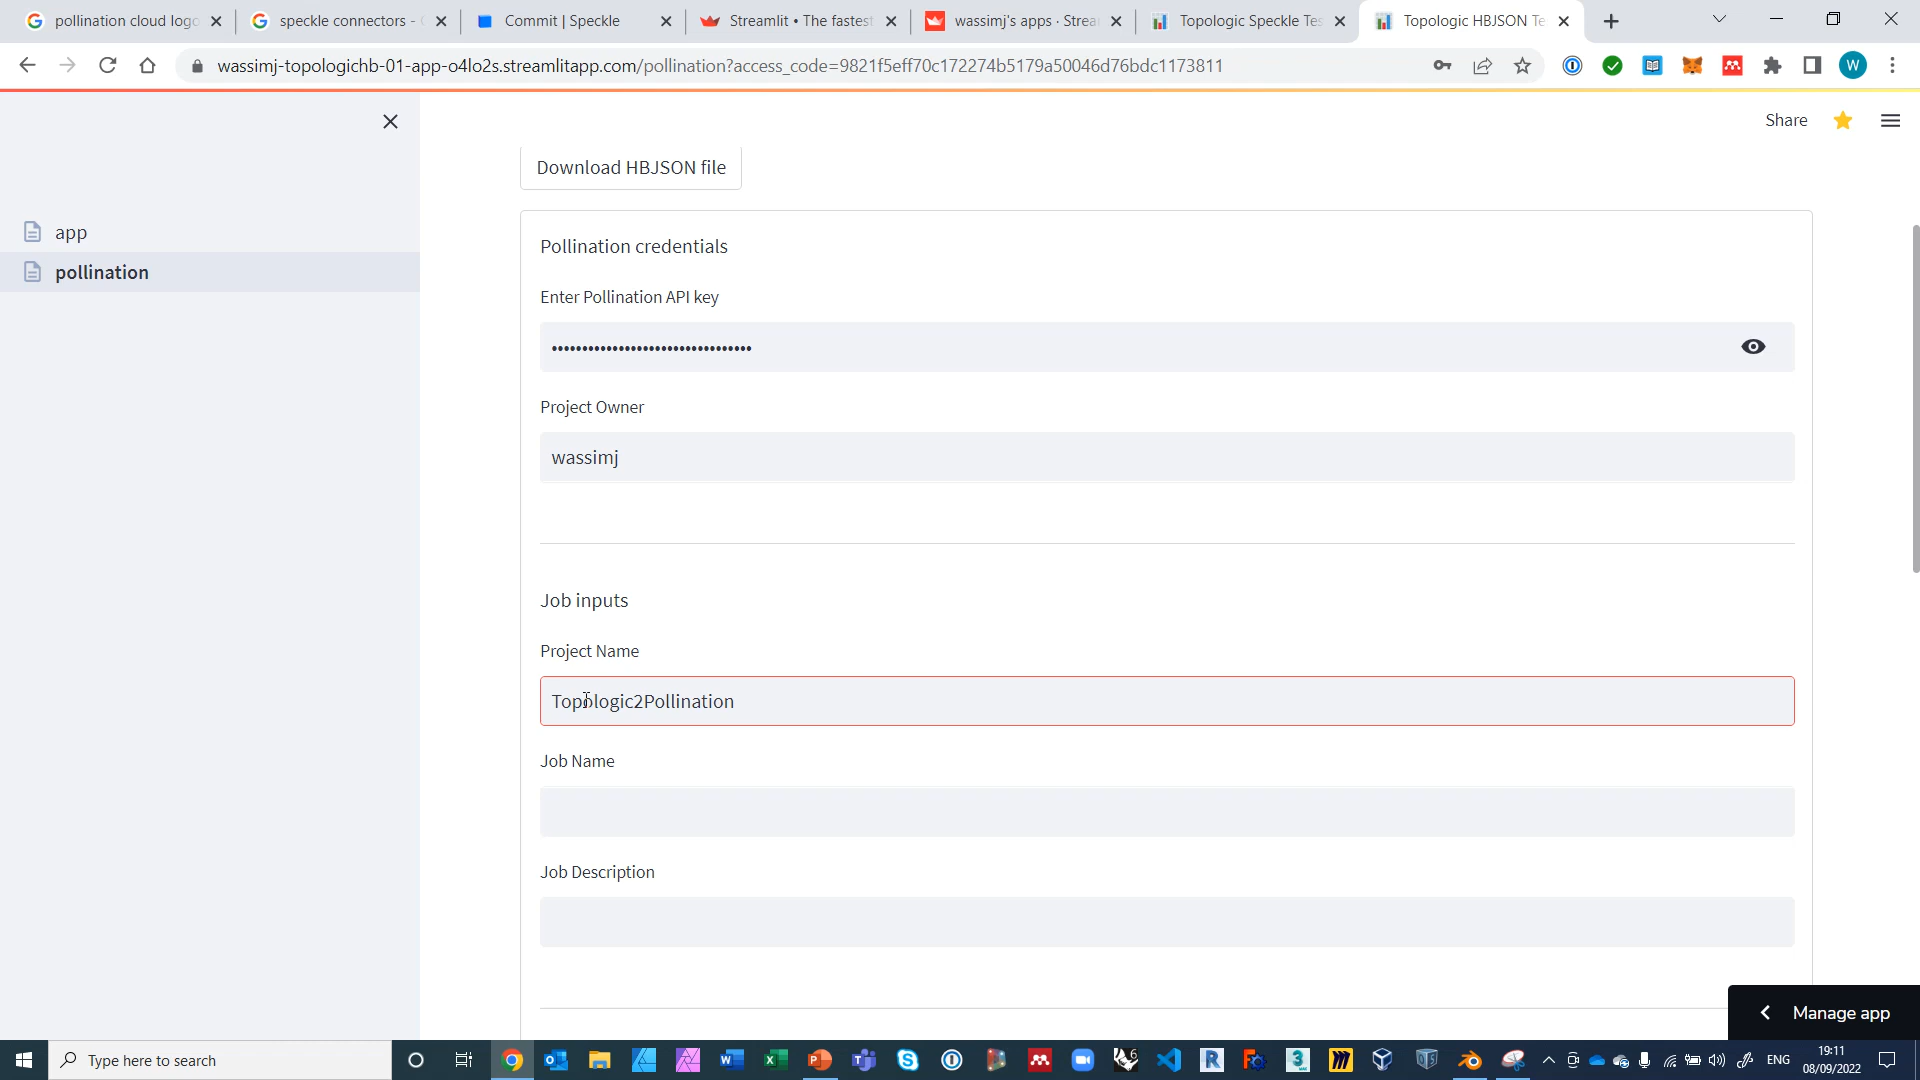 pollination cloud logo
speckle connectors -
Commit | Speckle
Streamlit • The fastest
wassimj's apps · Strea
Topologic Speckle Tes
Topologic HBJSON Te
wassimj-topologichb-01-app-o4lo2s.streamlitapp.com/pollination?access_code=9821f5eff70c172274b5179a50046d76bdc1173811
W
Share
app
pollination
Download HBJSON file
Pollination credentials
Enter Pollination API key
••••••••••••••••••••••••••••••••
Project Owner
wassimj
Job inputs
Project Name
Topologic2Pollination
Job Name
Job Description
Manage app
Type here to search
ENG
19:11
08/09/2022